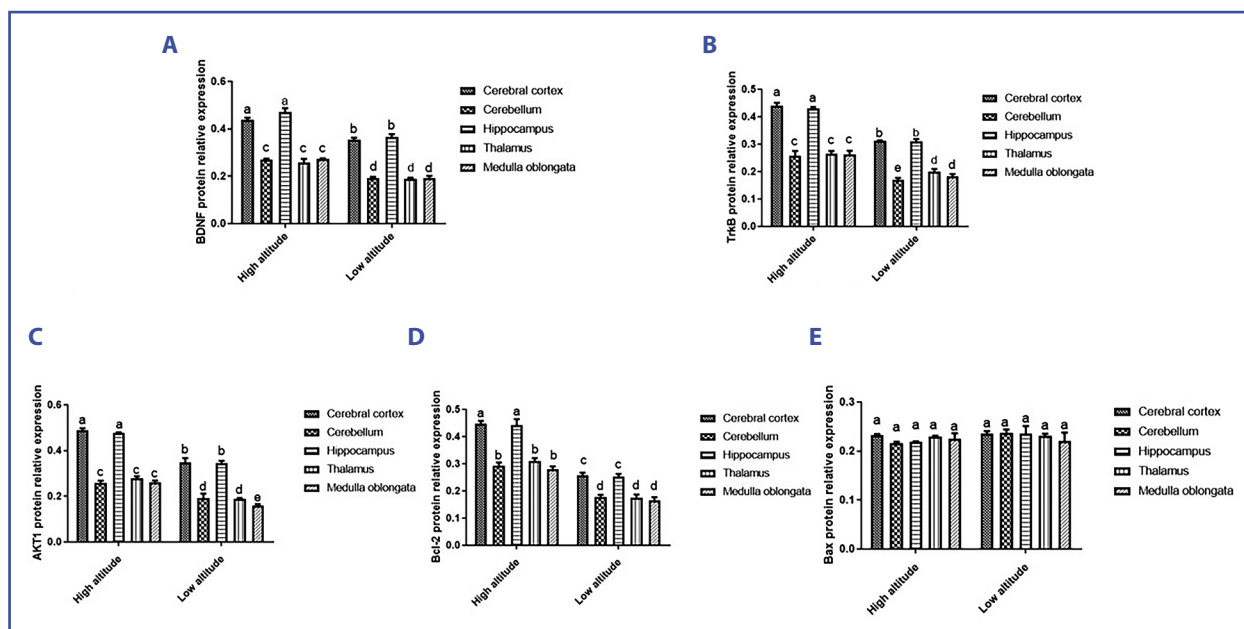 A
BDNF protein relative expression
0.6
0.4
0.2
0.0
a
c
a
c
c
b
d
b
d
d
High altitude
Low altitude
Cerebral cortex
Cerebellum
Hippocampus
Thalamus
Medulla oblongata
B
TrkB protein relative expression
0.5
0.4
0.3
0.2
0.1
0.0
a
c
a
c
c
b
e
b
d
d
High altitude
Low altitude
Cerebral cortex
Cerebellum
Hippocampus
Thalamus
Medulla oblongata
C
AKT1 protein relative expression
0.6
0.4
0.2
0.0
a
c
a
c
c
b
d
b
d
e
High altitude
Low altitude
Cerebral cortex
Cerebellum
Hippocampus
Thalamus
Medulla oblongata
D
Bcl-2 protein relative expression
0.5
0.4
0.3
0.2
0.1
0.0
a
b
a
b
b
c
d
c
d
d
High altitude
Low altitude
Cerebral cortex
Cerebellum
Hippocampus
Thalamus
Medulla oblongata
E
Bax protein relative expression
0.3
0.2
0.1
0.0
a
a
a
a
a
a
a
a
a
a
High altitude
Low altitude
Cerebral cortex
Cerebellum
Hippocampus
Thalamus
Medulla oblongata